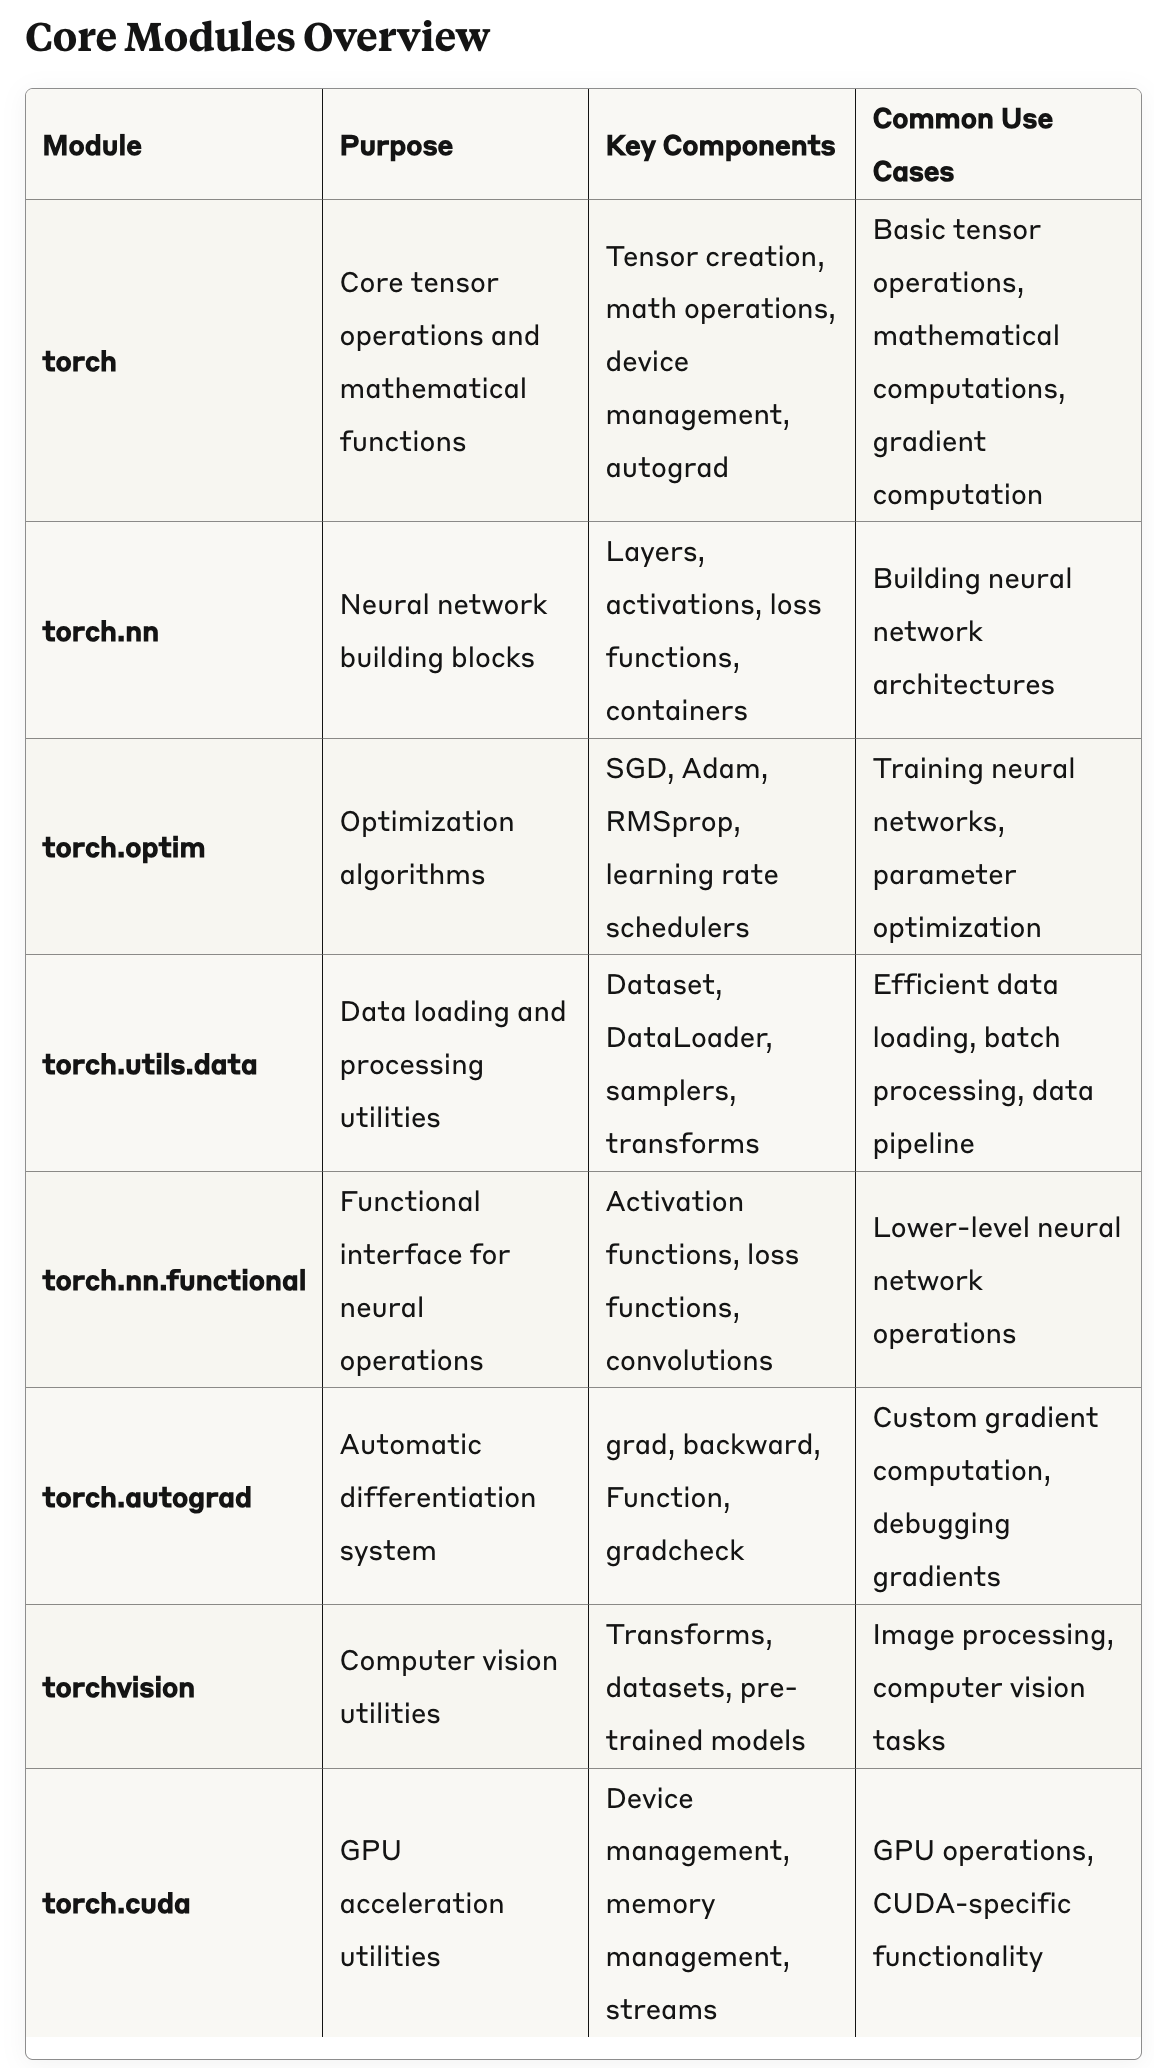 Core Modules Overview
Module
Purpose
Key Components
Common Use
Cases
torch
Core tensor
operations and
mathematical
functions
Tensor creation,
math operations,
device
management,
autograd
Basic tensor
operations,
mathematical
computations,
gradient
computation
torch.nn
Neural network
building blocks
Layers,
activations, loss
functions,
containers
Building neural
network
architectures
torch.optim
Optimization
algorithms
SGD, Adam,
RMSprop,
learning rate
schedulers
Training neural
networks,
parameter
optimization
torch.utils.data
Data loading and
processing
utilities
Dataset,
DataLoader,
samplers,
transforms
Efficient data
loading, batch
processing, data
pipeline
torch.nn.functional
Functional
interface for
neural
operations
Activation
functions, loss
functions,
convolutions
Lower-level neural
network
operations
torch.autograd
Automatic
differentiation
system
grad, backward,
Function,
gradcheck
Custom gradient
computation,
debugging
gradients
torchvision
Computer vision
utilities
Transforms,
datasets, pre-
trained models
Image processing,
computer vision
tasks
torch.cuda
GPU
acceleration
utilities
Device
management,
memory
management,
streams
GPU operations,
CUDA-specific
functionality